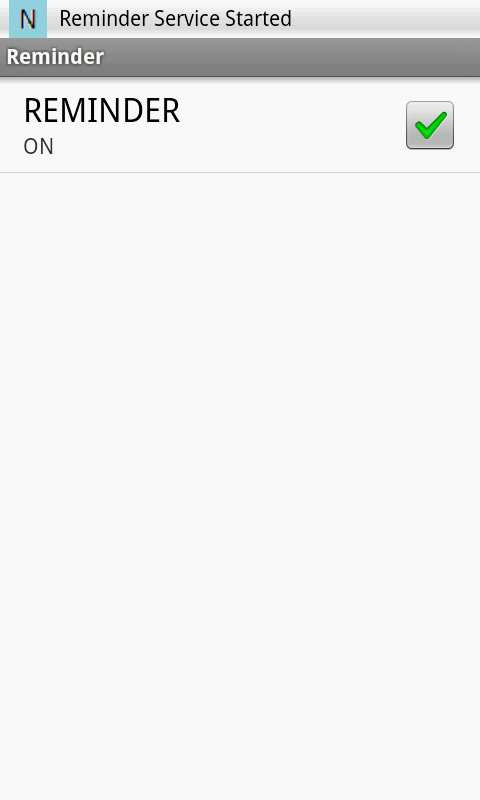 N Reminder Service Started
Reminder
REMINDER
ON